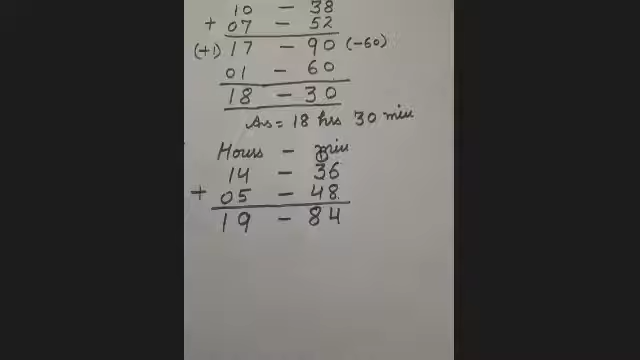 10 - 38
+ 07 - 52
(+1) 17 - 90 (-60)
01 - 60
18 - 30
As = 18 hrs 30 min
Hours - min
14 - 36
+ 05 - 48
19 - 84